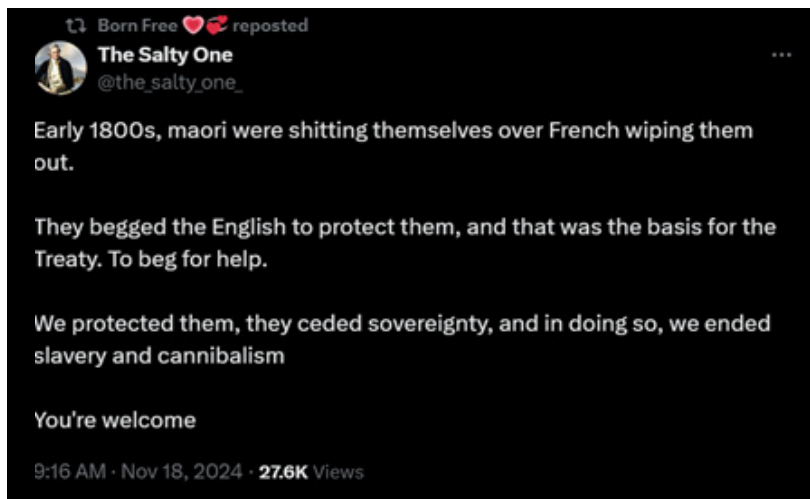 Born Free 💗💞 reposted
The Salty One
@the_salty_one_
Early 1800s, maori were shitting themselves over French wiping them
out.
They begged the English to protect them, and that was the basis for the
Treaty. To beg for help.
We protected them, they ceded sovereignty, and in doing so, we ended
slavery and cannibalism
You're welcome
9:16 AM · Nov 18, 2024 · 27.6K Views